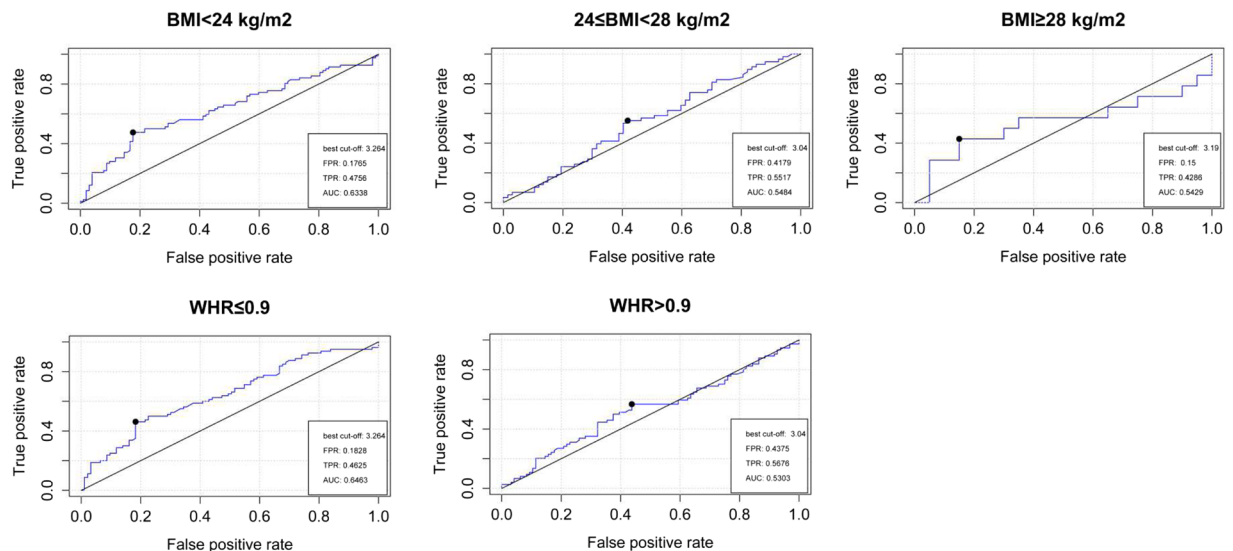 BMI<24 kg/m2
True positive rate
0.8
0.4
0.0
best cut-off: 3.264
FPR: 0.1765
TPR: 0.4756
AUC: 0.6338
0.0 0.2 0.4 0.6 0.8 1.0
False positive rate
24≤BMI<28 kg/m2
True positive rate
0.8
0.4
0.0
best cut-off: 3.04
FPR: 0.4179
TPR: 0.5517
AUC: 0.5484
0.0 0.2 0.4 0.6 0.8 1.0
False positive rate
BMI≥28 kg/m2
True positive rate
0.8
0.4
0.0
best cut-off: 3.19
FPR: 0.15
TPR: 0.4286
AUC: 0.5429
0.0 0.2 0.4 0.6 0.8 1.0
False positive rate
WHR≤0.9
True positive rate
0.8
0.4
0.0
best cut-off: 3.264
FPR: 0.1828
TPR: 0.4625
AUC: 0.6463
0.0 0.2 0.4 0.6 0.8 1.0
False positive rate
WHR>0.9
True positive rate
0.8
0.4
0.0
best cut-off: 3.04
FPR: 0.4375
TPR: 0.5676
AUC: 0.5303
0.0 0.2 0.4 0.6 0.8 1.0
False positive rate